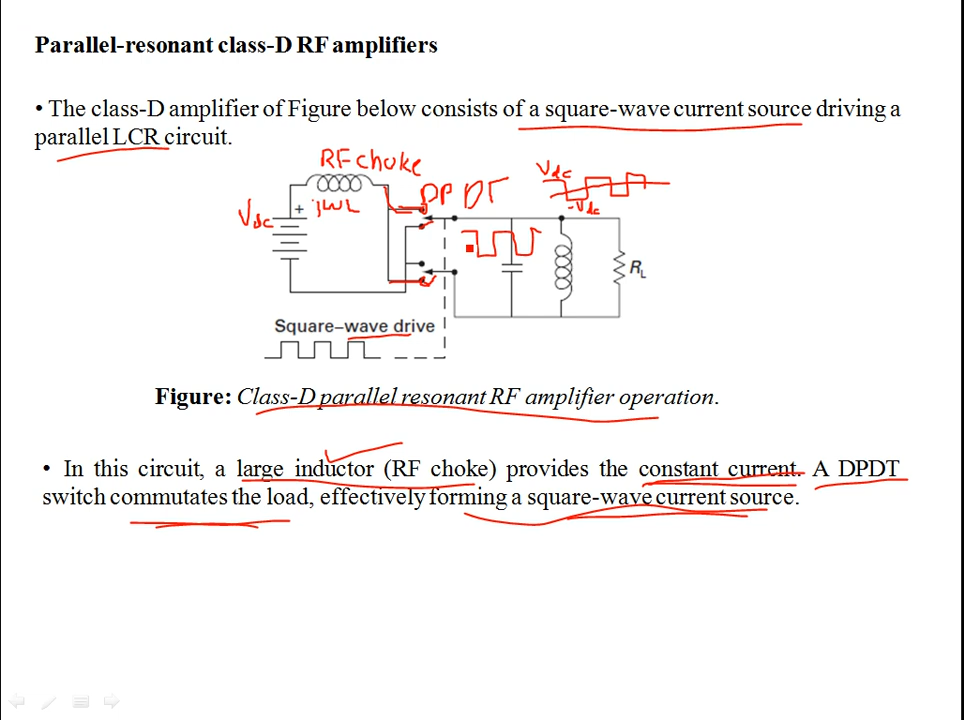 Parallel-resonant class-D RF amplifiers
• The class-D amplifier of Figure below consists of a square-wave current source driving a
parallel LCR circuit.
RF choke
Vdc
+
jWL
DPDT
Vdc
-Vdc
RL
Square-wave drive
Figure: Class-D parallel resonant RF amplifier operation.
• In this circuit, a large inductor (RF choke) provides the constant current. A DPDT
switch commutates the load, effectively forming a square-wave current source.